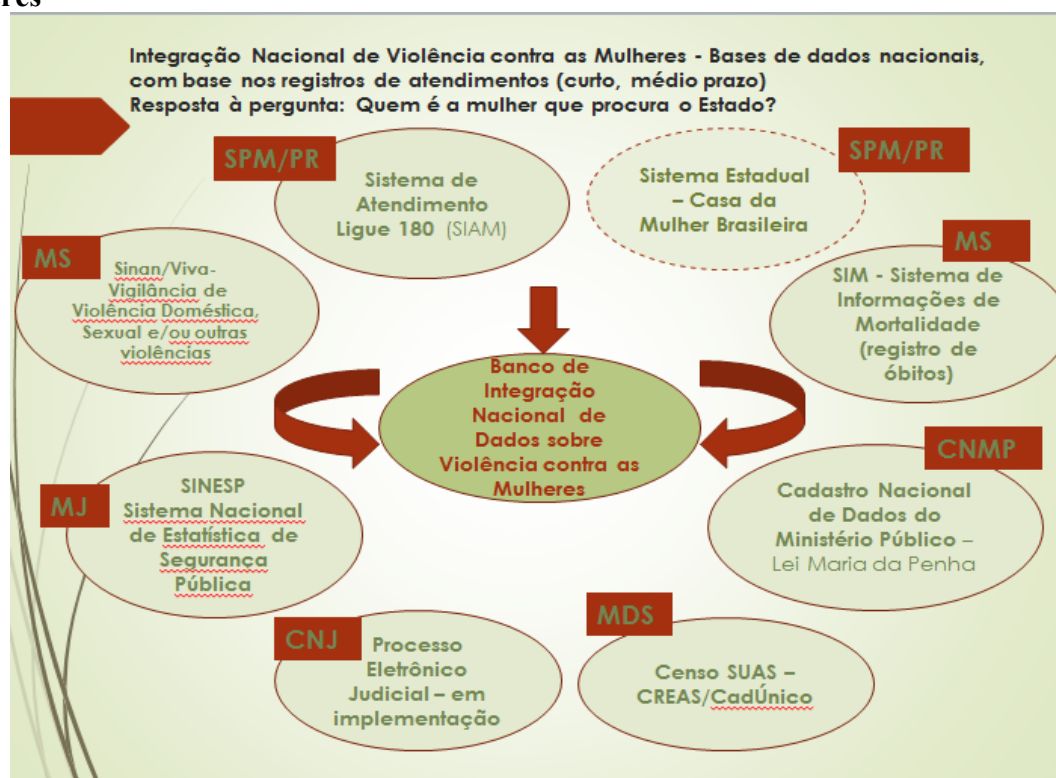 res
Integração Nacional de Violência contra as Mulheres - Bases de dados nacionais,
com base nos registros de atendimentos (curto, médio prazo)
Resposta à pergunta: Quem é a mulher que procura o Estado?
SPM/PR
Sistema de
Atendimento
Ligue 180 (SIAM)
SPM/PR
Sistema Estadual
– Casa da
Mulher Brasileira
MS
Sinan/Viva-
Vigilância de
Violência Doméstica,
Sexual e/ou outras
violências
MS
SIM - Sistema de
Informações de
Mortalidade
(registro de
óbitos)
Banco de
Integração
Nacional de
Dados sobre
Violência contra as
Mulheres
MJ
SINESP
Sistema Nacional
de Estatística de
Segurança
Pública
CNMP
Cadastro Nacional
de Dados do
Ministério Público –
Lei Maria da Penha
CNJ
Processo
Eletrônico
Judicial – em
implementação
MDS
Censo SUAS –
CREAS/CadÚnico